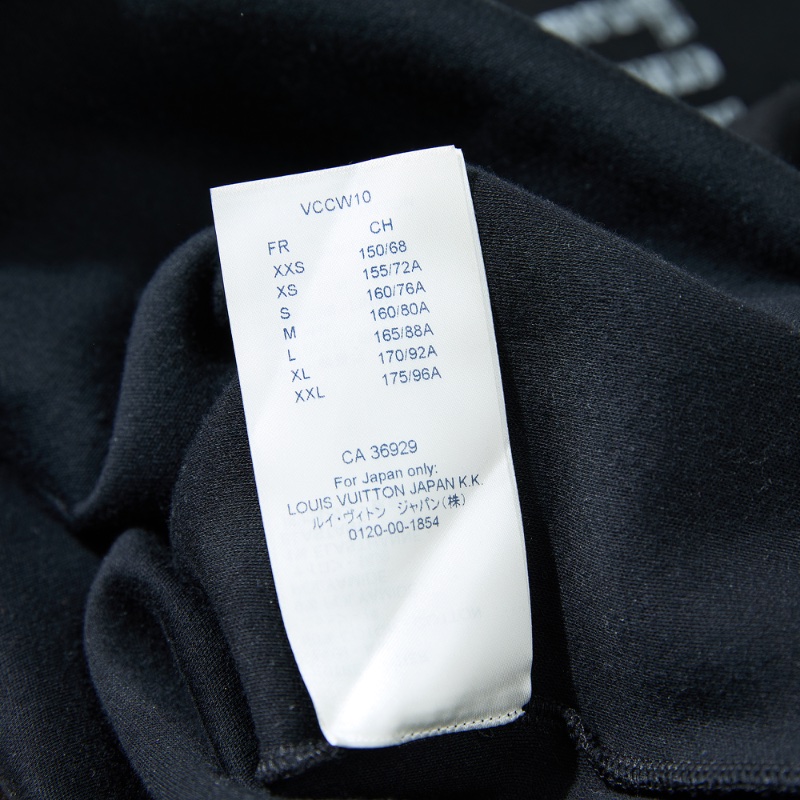 VCCW10
FR CH
XXS 150/68
XS 155/72A
S 160/76A
M 160/80A
L 165/88A
XL 170/92A
XXL 175/96A
CA 36929
For Japan only:
LOUIS VUITTON JAPAN K.K.
ルイ・ヴィトン ジャパン(株)
0120-00-1854